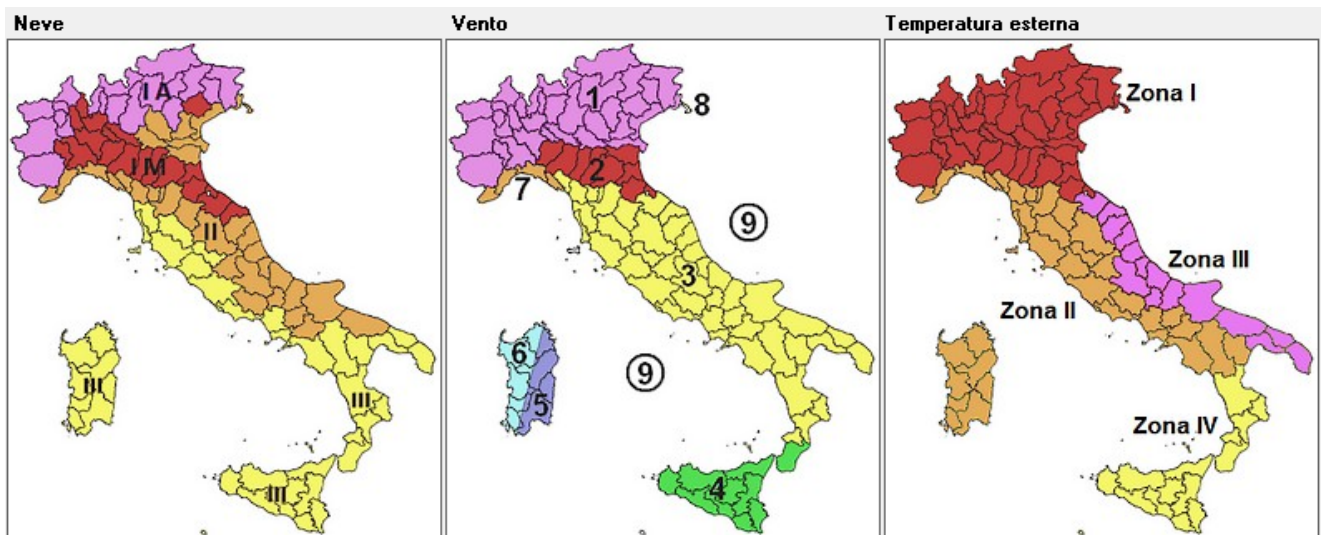 Neve
I A
I M
II
III
III
III
Vento
1
8
2
7
9
3
6
9
5
4
Temperatura esterna
Zona I
Zona III
Zona II
Zona IV